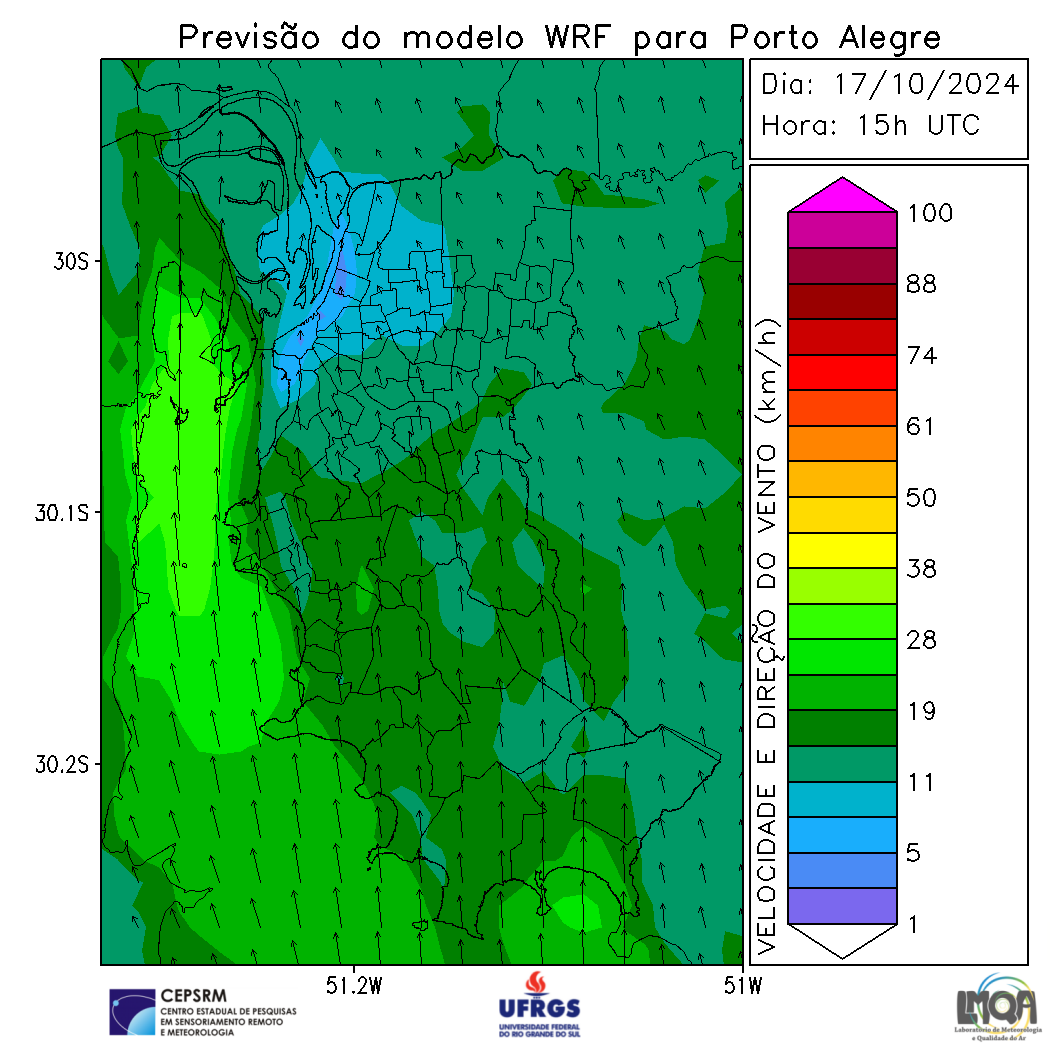 Previsão do modelo WRF para Porto Alegre
Dia: 17/10/2024
Hora: 15h UTC
30S
30.1S
30.2S
51.2W
51W
VELOCIDADE E DIREÇÃO DO VENTO (km/h)
100
88
74
61
50
38
28
19
11
5
1
CEPSRM
CENTRO ESTADUAL DE PESQUISAS
EM SENSORIAMENTO REMOTO
E METEOROLOGIA
UFRGS
UNIVERSIDADE FEDERAL
DO RIO GRANDE DO SUL
LMQA
Laboratório de Meteorologia
e Qualidade do Ar